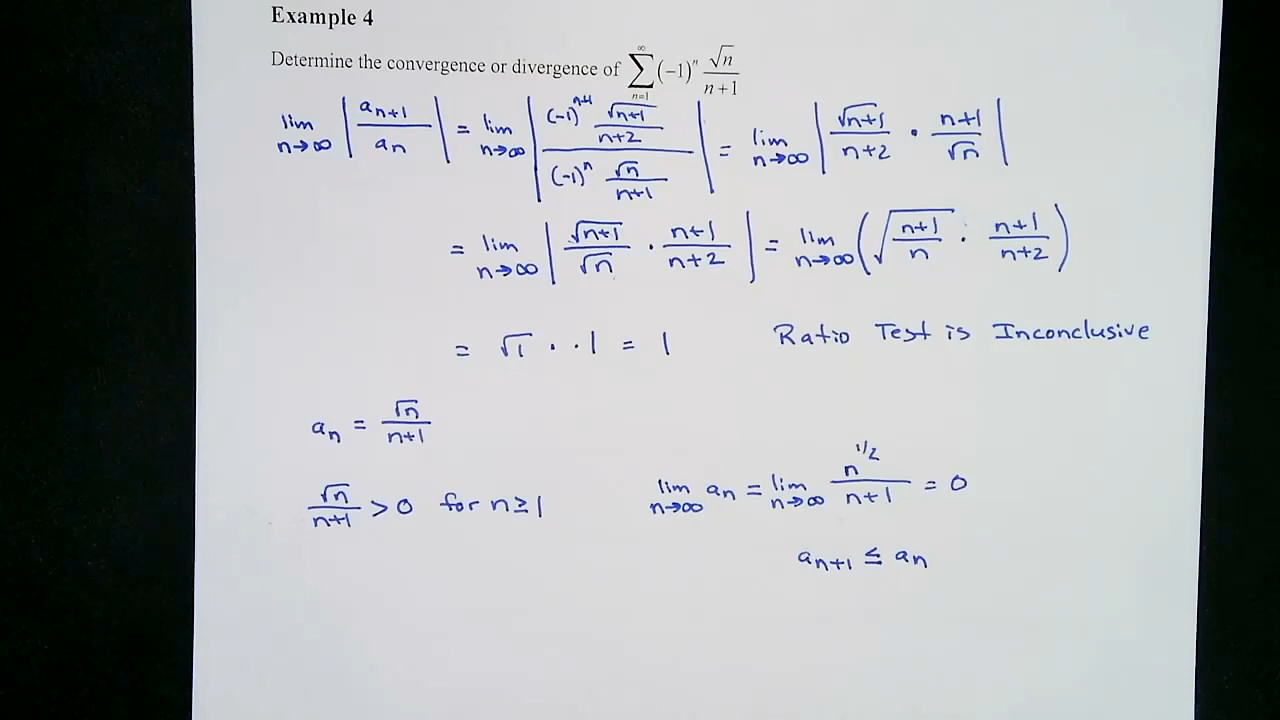 Example 4
Determine the convergence or divergence of ∑_{n=1}^{∞} (−1)^n √n/(n+1)
lim_{n→∞} |a_{n+1}/a_n| = lim_{n→∞} |((-1)^{n+1} √(n+1)/(n+2))/((-1)^n √n/(n+1))| = lim_{n→∞} |√(n+1)/(n+2) · (n+1)/√n|
= lim_{n→∞} |√(n+1)/√n · (n+1)/(n+2)| = lim_{n→∞} (√((n+1)/n) · (n+1)/(n+2))
= √1 · · 1 = 1 Ratio Test is Inconclusive
a_n = √n/(n+1)
√n/(n+1) > 0 for n ≥ 1 lim_{n→∞} a_n = lim_{n→∞} n^{1/2}/(n+1) = 0
a_{n+1} ≤ a_n